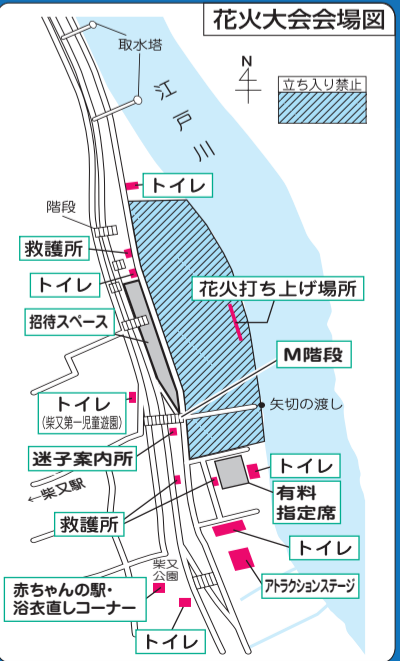 花火大会会場図
取水塔
N
立ち入り禁止
江戸川
トイレ
階段
救護所
トイレ
花火打ち上げ場所
招待スペース
M階段
トイレ
(柴又第一児童遊園)
矢切の渡し
迷子案内所
←柴又駅
トイレ
有料
指定席
救護所
トイレ
柴又
公園
アトラクションステージ
赤ちゃんの駅・
浴衣直しコーナー
トイレ